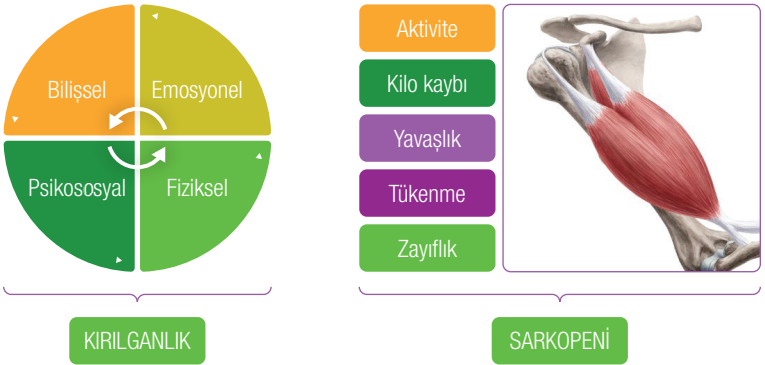 Bilişsel
Emosyonel
Psikososyal
Fiziksel
KIRILGANLIK
Aktivite
Kilo kaybı
Yavaşlık
Tükenme
Zayıflık
SARKOPENİ